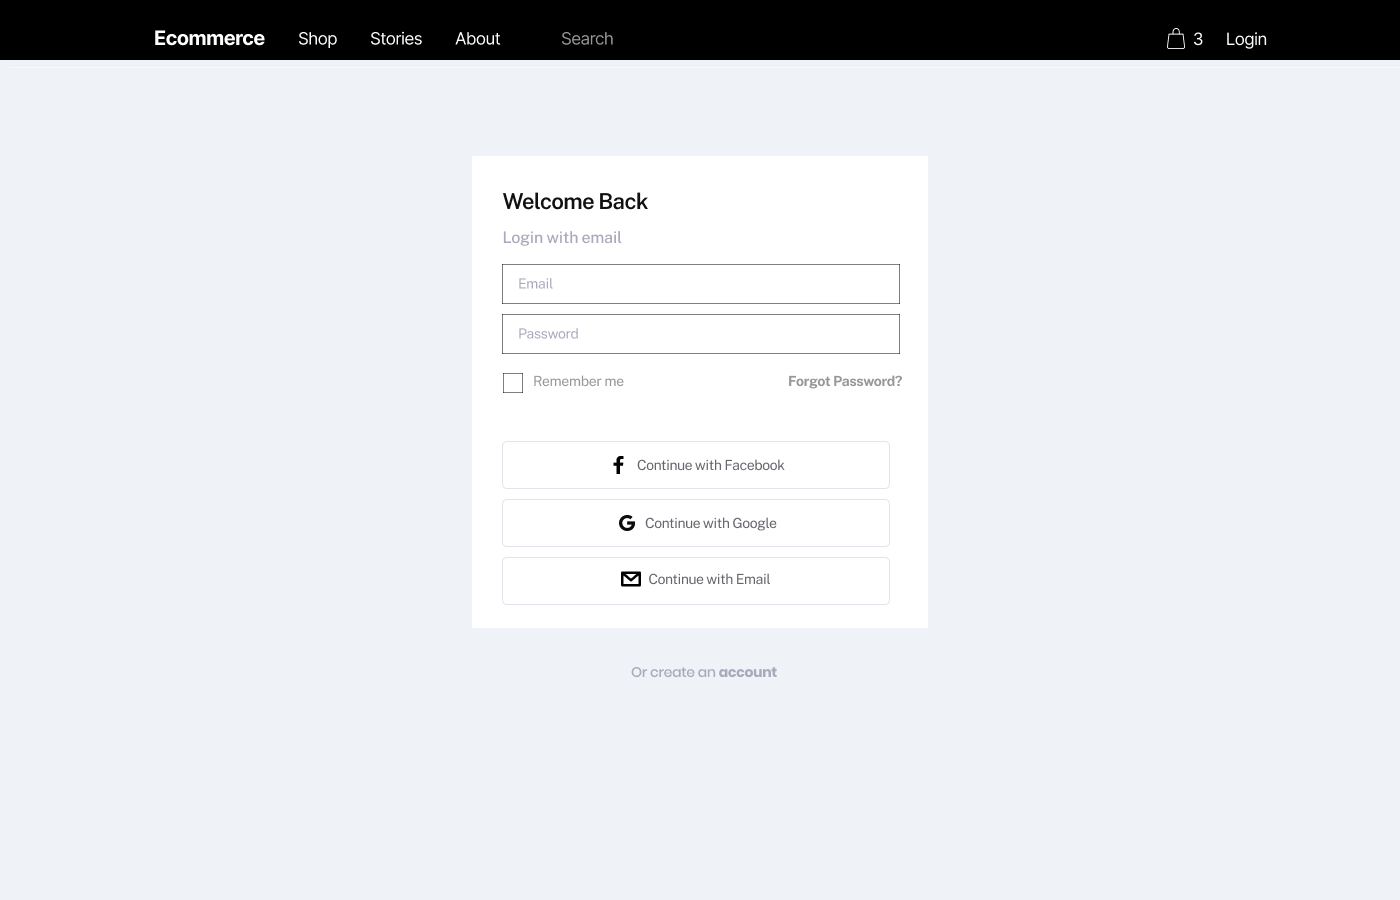 Ecommerce Shop Stories About Search 3 Login
Welcome Back
Login with email
Email
Password
Remember me Forgot Password?
Continue with Facebook
Continue with Google
Continue with Email
Or create an account